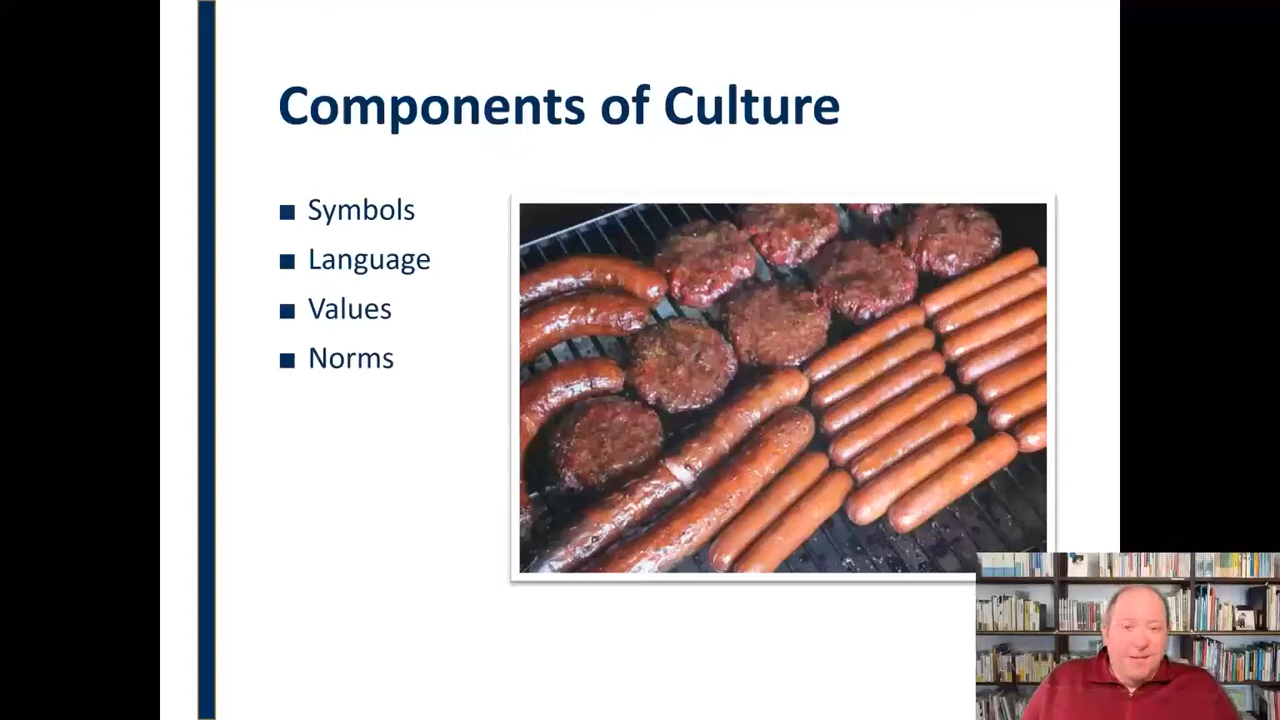 Components of Culture
Symbols
Language
Values
Norms